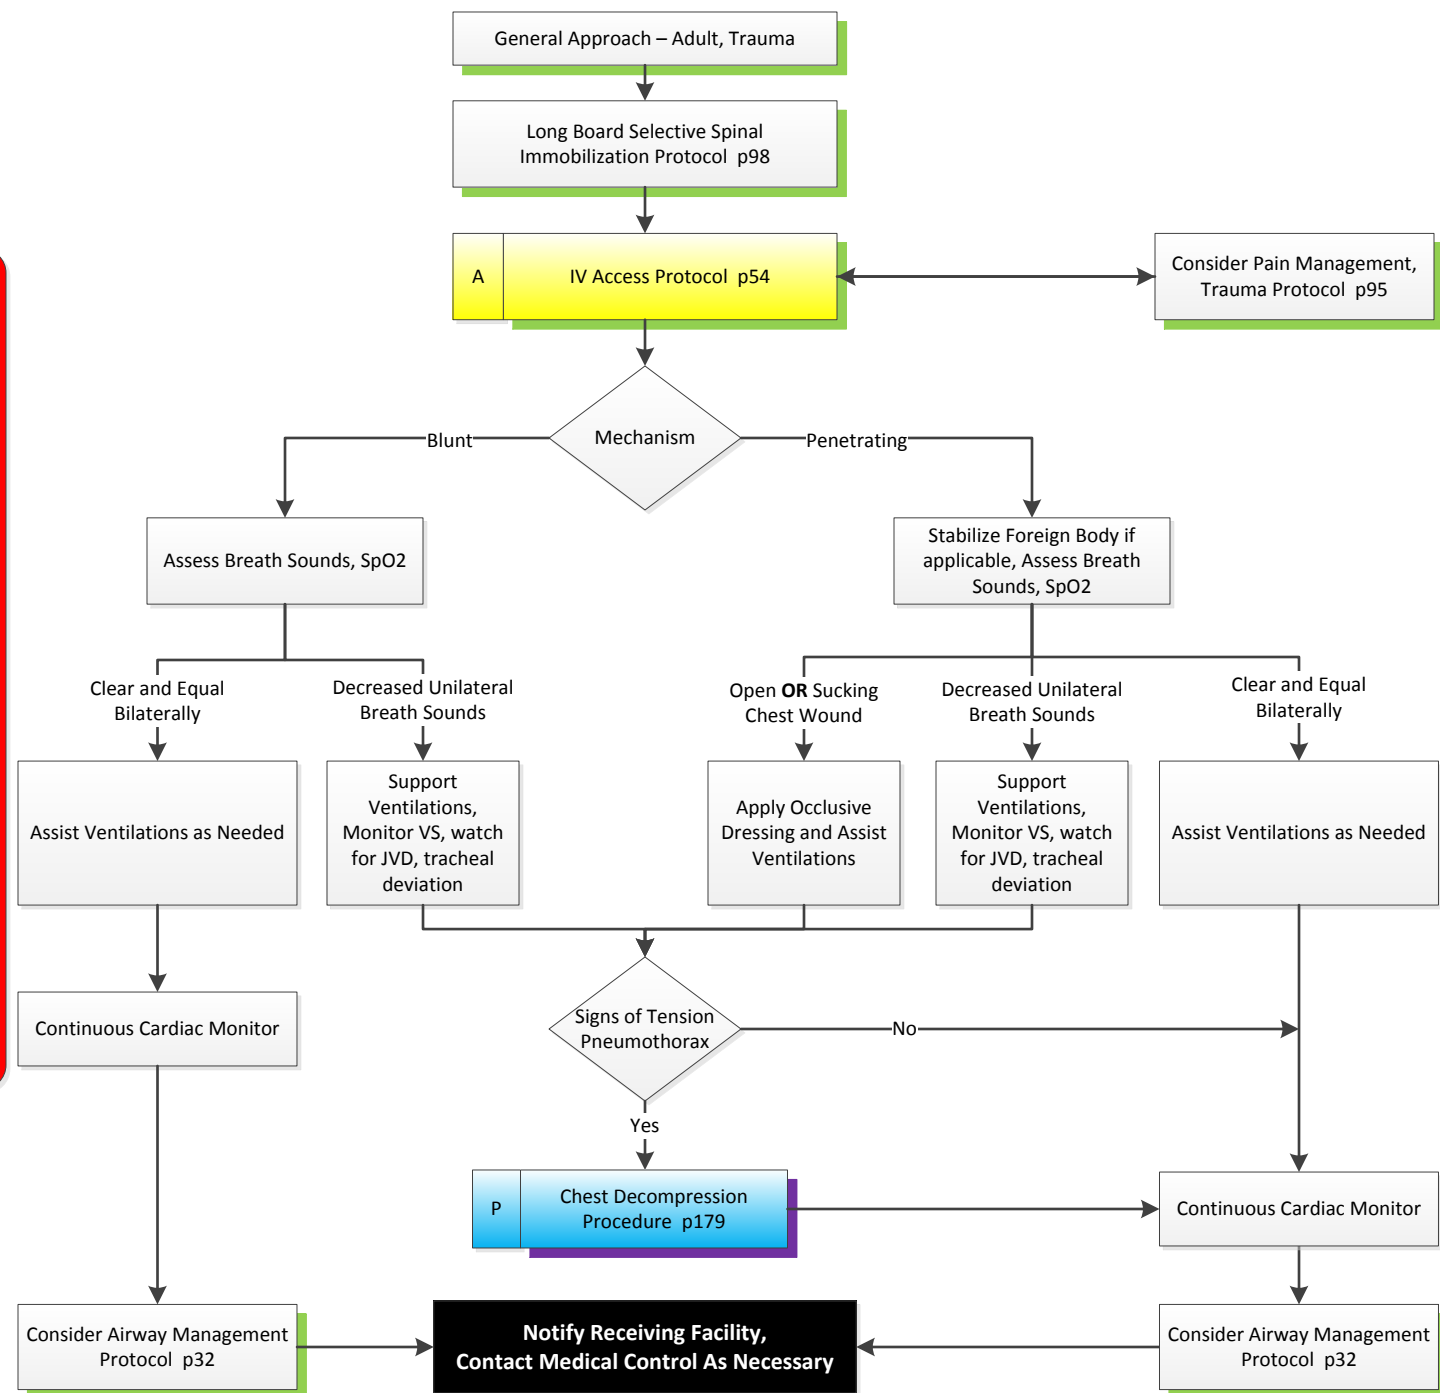 General Approach – Adult, Trauma
Long Board Selective Spinal
Immobilization Protocol p98
A
IV Access Protocol p54
Consider Pain Management,
Trauma Protocol p95
Mechanism
Blunt
Penetrating
Assess Breath Sounds, SpO2
Stabilize Foreign Body if
applicable, Assess Breath
Sounds, SpO2
Clear and Equal
Bilaterally
Decreased Unilateral
Breath Sounds
Open OR Sucking
Chest Wound
Decreased Unilateral
Breath Sounds
Clear and Equal
Bilaterally
Assist Ventilations as Needed
Support
Ventilations,
Monitor VS, watch
for JVD, tracheal
deviation
Apply Occlusive
Dressing and Assist
Ventilations
Support
Ventilations,
Monitor VS, watch
for JVD, tracheal
deviation
Assist Ventilations as Needed
Continuous Cardiac Monitor
Signs of Tension
Pneumothorax
No
Yes
P
Chest Decompression
Procedure p179
Continuous Cardiac Monitor
Consider Airway Management
Protocol p32
Notify Receiving Facility,
Contact Medical Control As Necessary
Consider Airway Management
Protocol p32